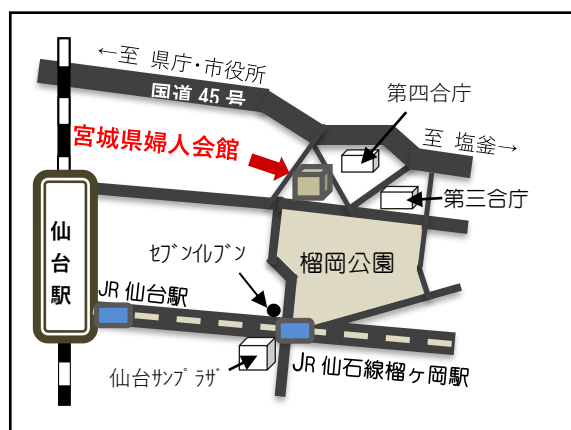 ←至 県庁・市役所
国道 45 号
第四合庁
宮城県婦人会館
至 塩釜→
第三合庁
仙台駅
ｾﾌﾞﾝｲﾚﾌﾞﾝ
榴岡公園
JR 仙台駅
仙台ｻﾝﾌﾟﾗｻﾞ
JR 仙石線榴ヶ岡駅